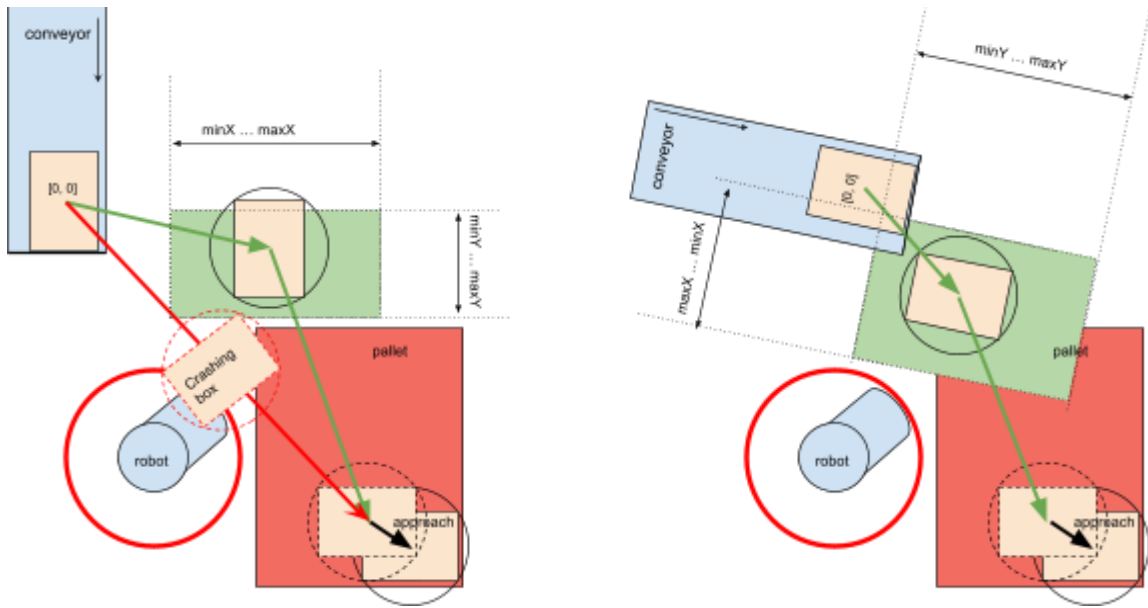 conveyor
minX ... maxX
[0, 0]
minY ... maxY
pallet
Crashing
box
robot
approach
minY ... maxY
conveyor
[0, 0]
maxX ... minX
pallet
robot
approach